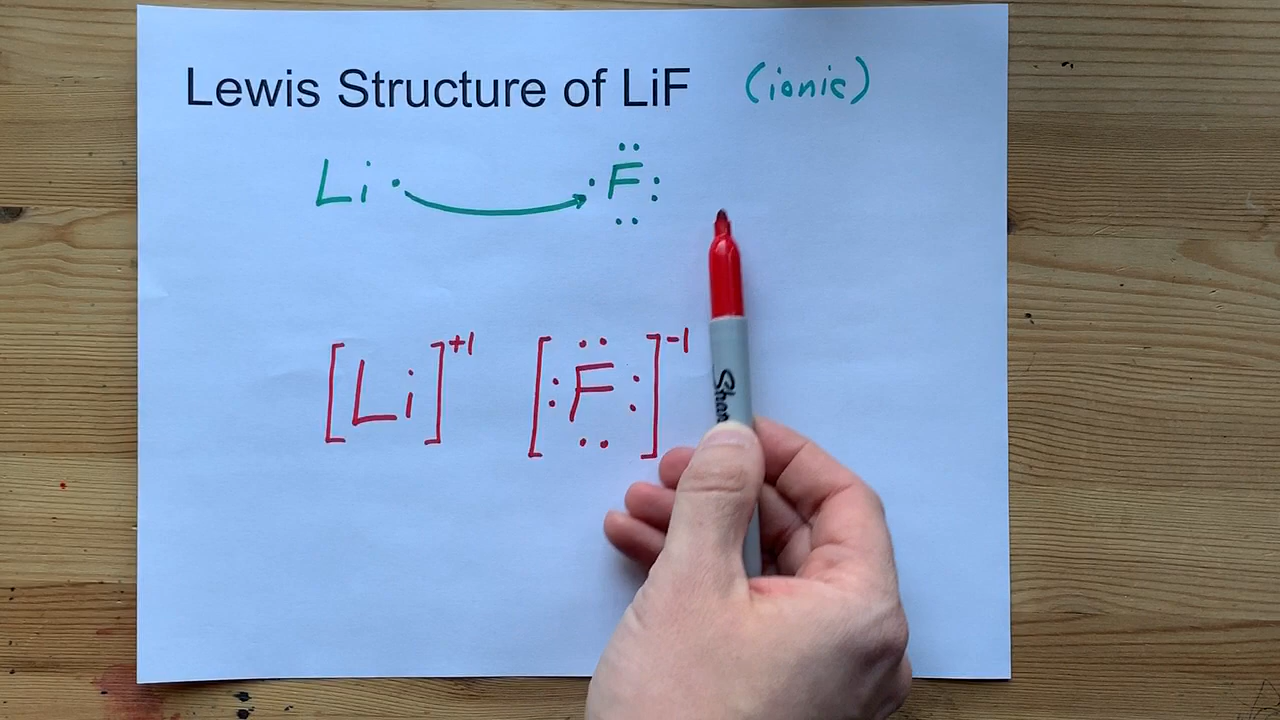 Lewis Structure of LiF (ionic)
Li F
[Li]+1 [F]-1
Shar